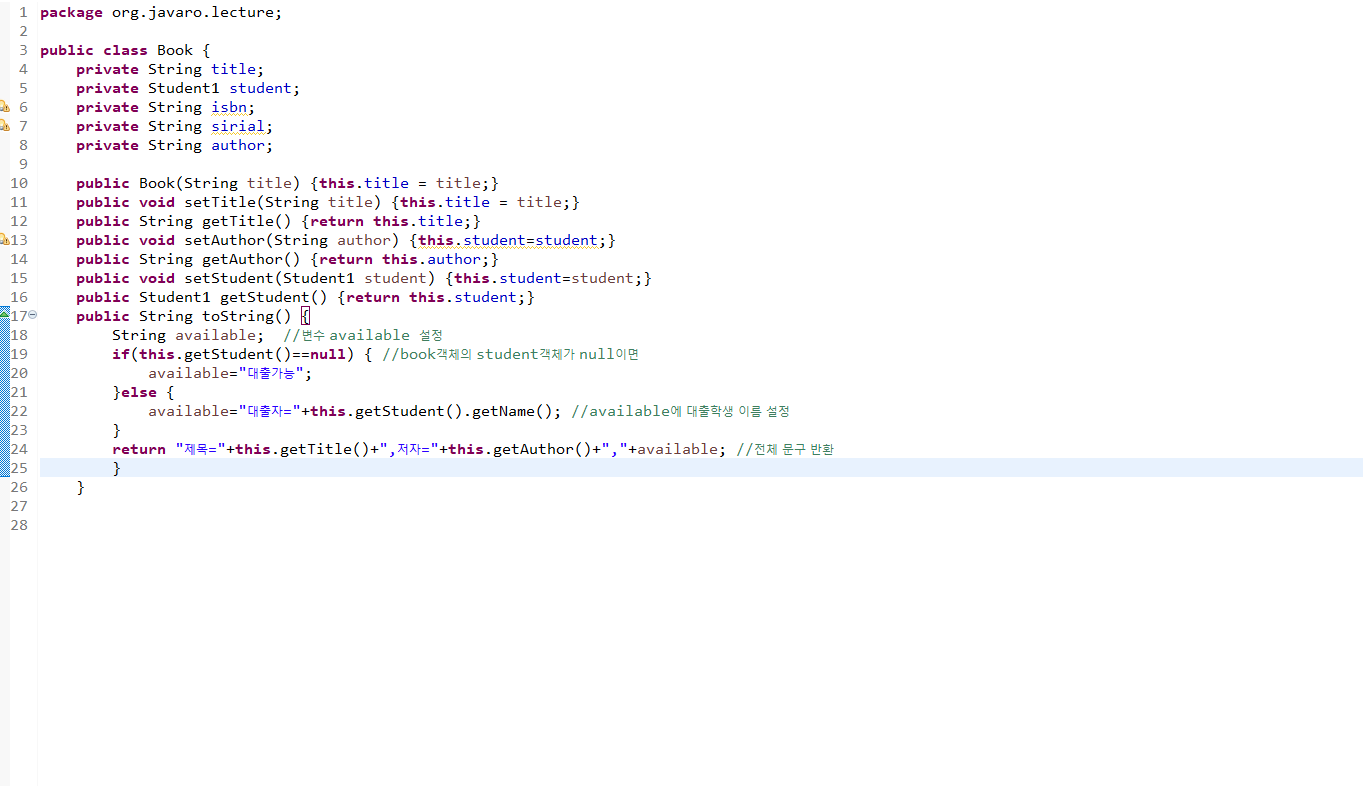 1 package org.javaro.lecture;
2
3 public class Book {
4 private String title;
5 private Student1 student;
6 private String isbn;
7 private String sirial;
8 private String author;
9
10 public Book(String title) {this.title = title;}
11 public void setTitle(String title) {this.title = title;}
12 public String getTitle() {return this.title;}
13 public void setAuthor(String author) {this.student=student;}
14 public String getAuthor() {return this.author;}
15 public void setStudent(Student1 student) {this.student=student;}
16 public Student1 getStudent() {return this.student;}
17 public String toString() {
18 String available;  //변수 available 설정
19 if(this.getStudent()==null) { //book객체의 student객체가 null이면
20 available="대출가능";
21 }else {
22 available="대출자="+this.getStudent().getName(); //available에 대출학생 이름 설정
23 }
24 return "제목="+this.getTitle()+",저자="+this.getAuthor()+","+available; //전체 문구 반환
25 }
26 }
27
28